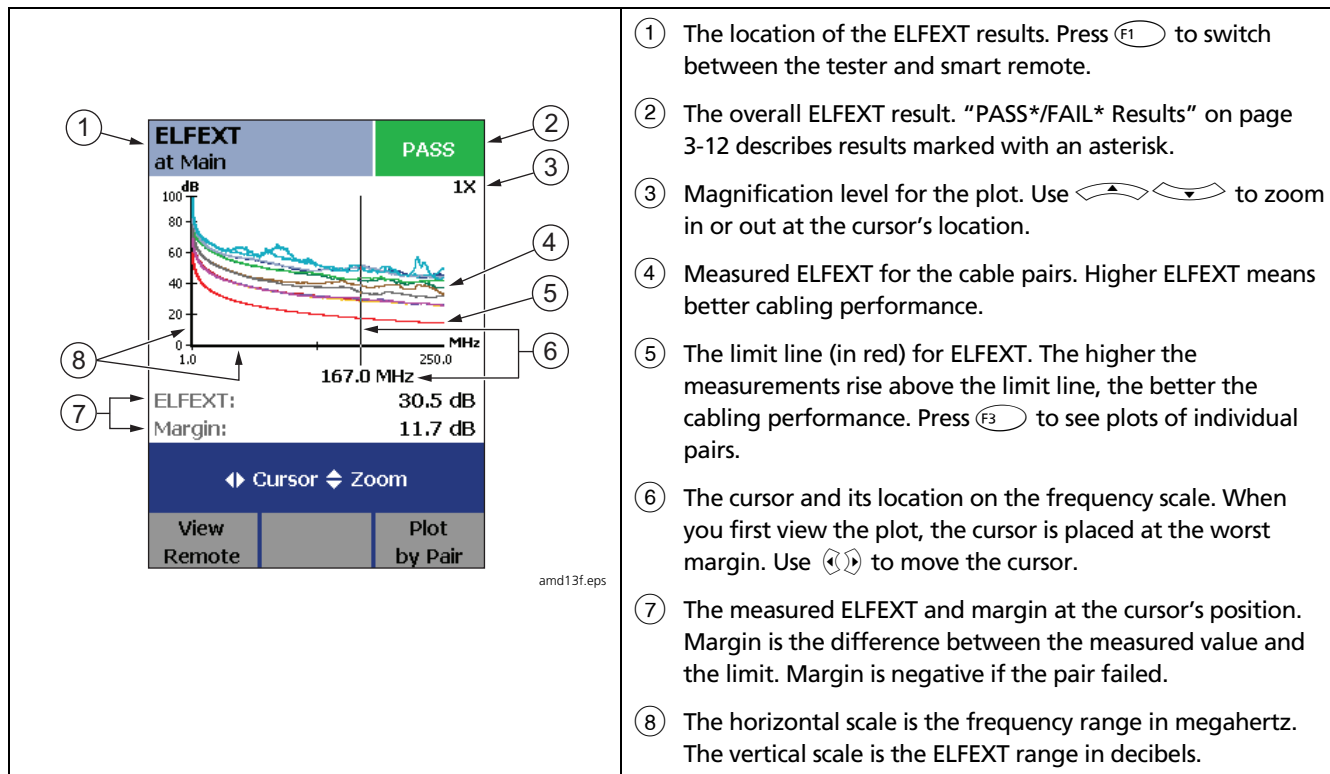 1
ELFEXT
at Main
PASS
2
3
1X
dB
100
80
60
40
20
0
1.0
250.0
MHz
167.0 MHz
4
5
6
8
7
ELFEXT: 30.5 dB
Margin: 11.7 dB
Cursor Zoom
View
Remote
Plot
by Pair
amd13f.eps
1 The location of the ELFEXT results. Press F1 to switch
between the tester and smart remote.
2 The overall ELFEXT result. “PASS*/FAIL* Results” on page
3-12 describes results marked with an asterisk.
3 Magnification level for the plot. Use to zoom
in or out at the cursor’s location.
4 Measured ELFEXT for the cable pairs. Higher ELFEXT means
better cabling performance.
5 The limit line (in red) for ELFEXT. The higher the
measurements rise above the limit line, the better the
cabling performance. Press F3 to see plots of individual
pairs.
6 The cursor and its location on the frequency scale. When
you first view the plot, the cursor is placed at the worst
margin. Use to move the cursor.
7 The measured ELFEXT and margin at the cursor’s position.
Margin is the difference between the measured value and
the limit. Margin is negative if the pair failed.
8 The horizontal scale is the frequency range in megahertz.
The vertical scale is the ELFEXT range in decibels.